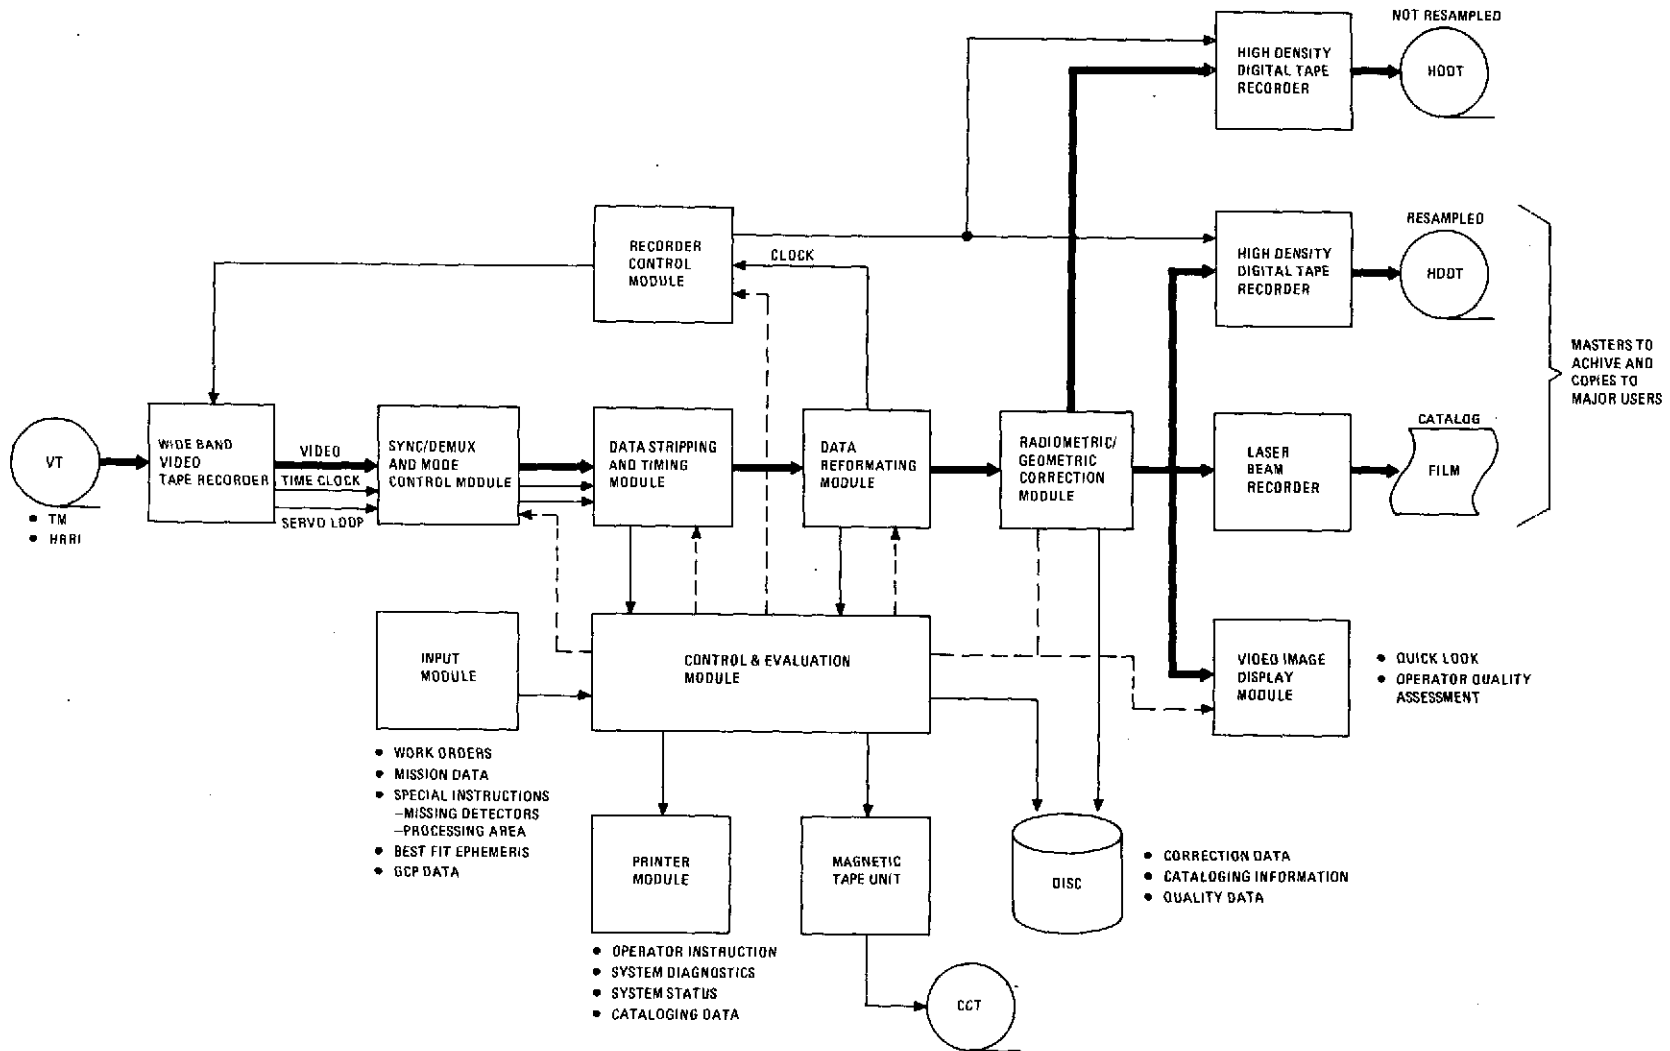 NOT RESAMPLED
HIGH DENSITY
DIGITAL TAPE
RECORDER
HDDT
RECORDER
CONTROL
MODULE
CLOCK
HIGH DENSITY
DIGITAL TAPE
RECORDER
RESAMPLED
HDDT
MASTERS TO
ACHIVE AND
COPIES TO
MAJOR USERS
VT
● TM
● HRRI
WIDE BAND
VIDEO
TAPE RECORDER
VIDEO
TIME CLOCK
SERVO LOOP
SYNC/DEMUX
AND MODE
CONTROL MODULE
DATA STRIPPING
AND TIMING
MODULE
DATA
REFORMATING
MODULE
RADIOMETRIC/
GEOMETRIC
CORRECTION
MODULE
LASER
BEAM
RECORDER
CATALOG
FILM
INPUT
MODULE
● WORK ORDERS
● MISSION DATA
● SPECIAL INSTRUCTIONS
–MISSING DETECTORS
–PROCESSING AREA
● BEST FIT EPHEMERIS
● GCP DATA
CONTROL & EVALUATION
MODULE
VIDEO IMAGE
DISPLAY
MODULE
● QUICK LOOK
● OPERATOR QUALITY
ASSESSMENT
PRINTER
MODULE
● OPERATOR INSTRUCTION
● SYSTEM DIAGNOSTICS
● SYSTEM STATUS
● CATALOGING DATA
MAGNETIC
TAPE UNIT
CCT
DISC
● CORRECTION DATA
● CATALOGING INFORMATION
● QUALITY DATA